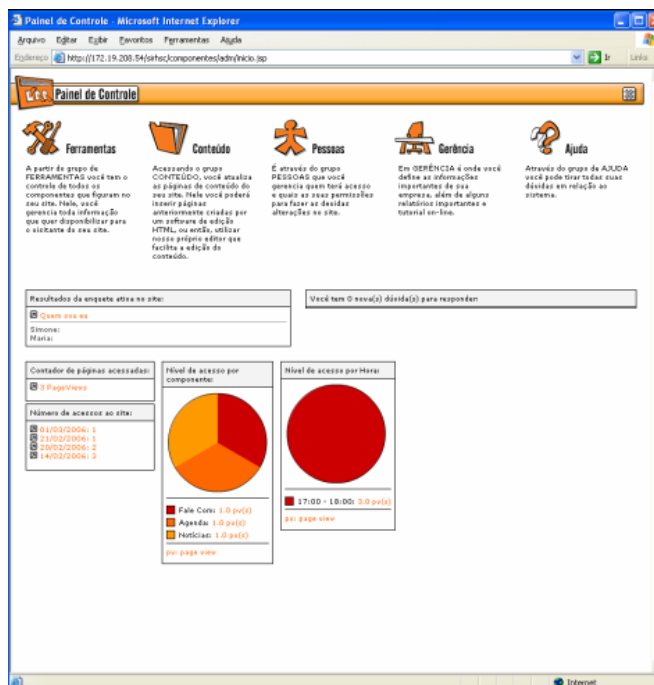 Painel de Controle - Microsoft Internet Explorer
Arquivo Editar Exibir Favoritos Ferramentas Ajuda
Endereço http://172.19.208.54/sirhsc/componentes/adm/inicio.jsp Ir Links
Painel de Controle
Ferramentas
A partir do grupo de
FERRAMENTAS você tem o
controle de todos os
componentes que figuram no
seu site. Nele, você
gerencia toda informação
que quer disponibilizar para
o visitante do seu site.
Conteúdo
Acessando o grupo
CONTEÚDO, você atualiza
as páginas de conteúdo do
seu site. Nele você poderá
inserir páginas
anteriormente criadas por
um software de edição
HTML, ou então, utilizar
nosso próprio editor que
facilita a edição do
conteúdo.
Pessoas
É através do grupo
PESSOAS que você
gerencia quem terá acesso
e quais as suas permissões
para fazer as devidas
alterações no site.
Gerência
Em GERÊNCIA é onde você
define as informações
importantes de sua
empresa, além de alguns
relatórios importantes e
tutorial on-line.
Ajuda
Através do grupo de AJUDA
você pode tirar todas suas
dúvidas em relação ao
sistema.
Resultados da enquete ativa no site:
Quem sou eu
Simone:
Maria:
Você tem 0 nova(s) dúvida(s) para responder:
Contador de páginas acessadas:
3 PageViews
Número de acessos ao site:
01/03/2006: 1
21/02/2006: 1
20/02/2006: 2
14/02/2006: 3
Nível de acesso por
componente:
Fale Com: 1.0 pv(s)
Agenda: 1.0 pv(s)
Notícias: 1.0 pv(s)
pv: page view
Nível de acesso por Hora:
17:00 - 18:00: 3.0 pv(s)
pv: page view
Internet